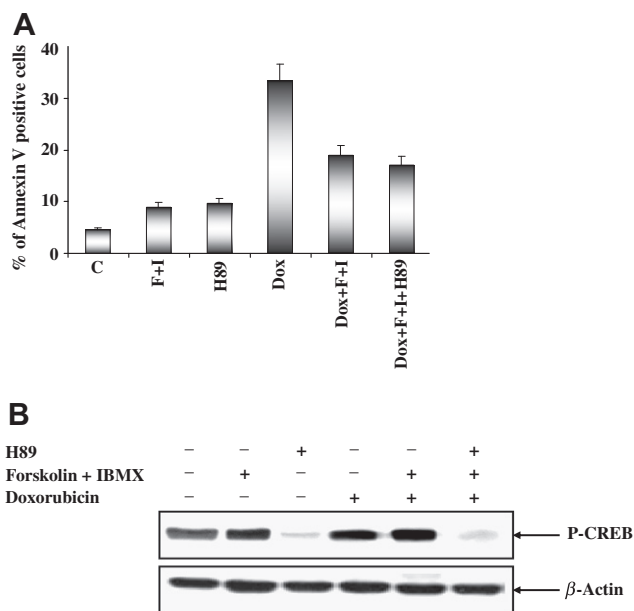 A
% of Annexin V positive cells
40
30
20
10
0
C
F+I
H89
Dox
Dox+F+I
Dox+F+I+H89
B
H89 – – + – – +
Forskolin + IBMX – + – – + +
Doxorubicin – – – + + +
P-CREB
β-Actin